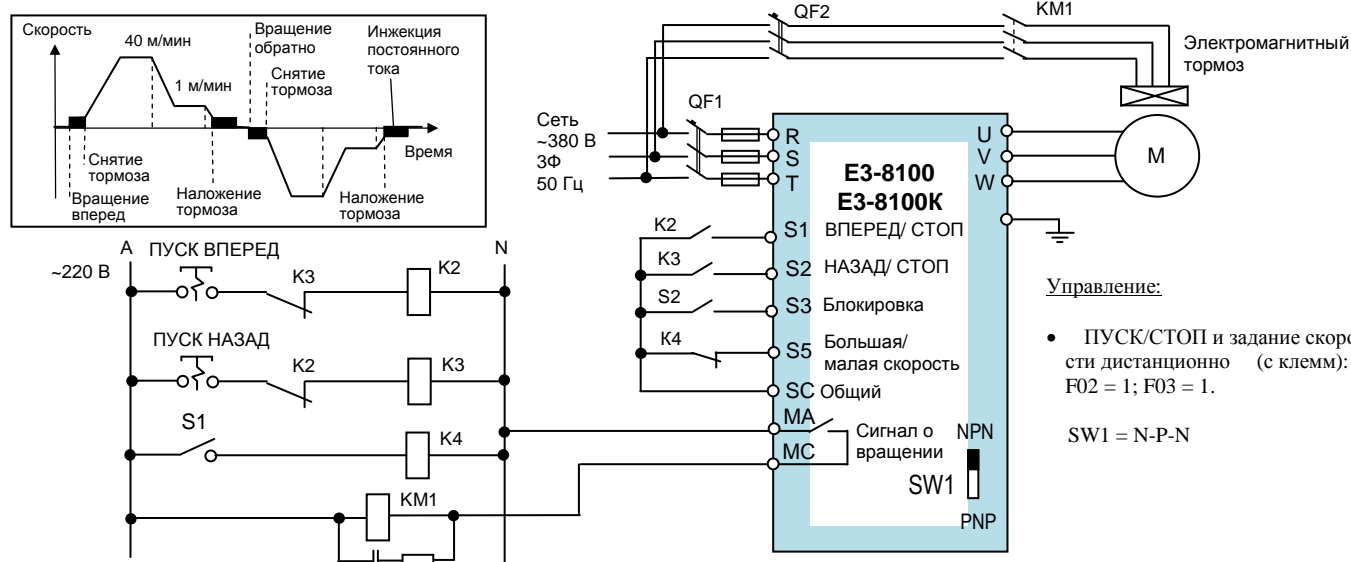 Скорость
40 м/мин
Вращение
обратно
Инжекция
постоянного
тока
Снятие
тормоза
1 м/мин
Время
Снятие
тормоза
Вращение
вперед
Наложение
тормоза
Наложение
тормоза
QF2
KM1
Электромагнитный
тормоз
QF1
Сеть
~380 В
3Ф
50 Гц
R
S
T
U
V
W
M
E3-8100
E3-8100К
K2
S1 ВПЕРЕД/ СТОП
K3
S2 НАЗАД/ СТОП
S2
S3 Блокировка
К4
S5 Большая/
малая скорость
SC Общий
MA
MC
Сигнал о
вращении
NPN
SW1
PNP
A
N
~220 В
ПУСК ВПЕРЕД
K3
K2
ПУСК НАЗАД
K2
K3
S1
K4
KM1
Управление:
• ПУСК/СТОП и задание скоро
сти дистанционно (с клемм):
F02 = 1; F03 = 1.
SW1 = N-P-N